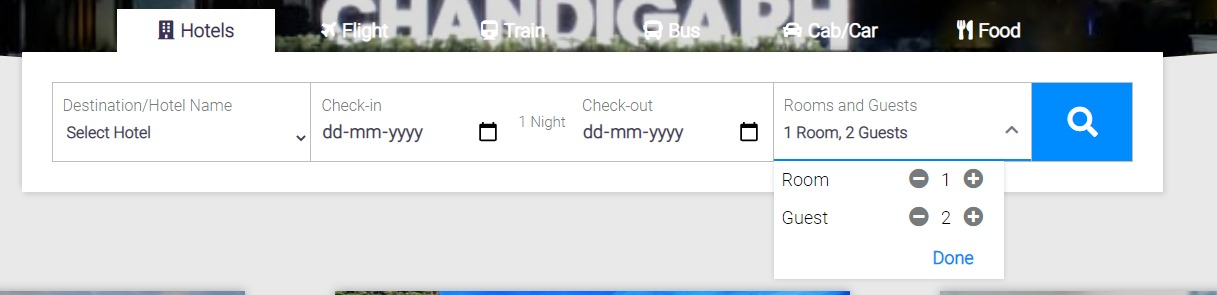 CHANDIGARH
Hotels
Flight
Train
Bus
Cab/Car
Food
Destination/Hotel Name
Select Hotel
Check-in
dd-mm-yyyy
1 Night
Check-out
dd-mm-yyyy
Rooms and Guests
1 Room, 2 Guests
Room 1
Guest 2
Done